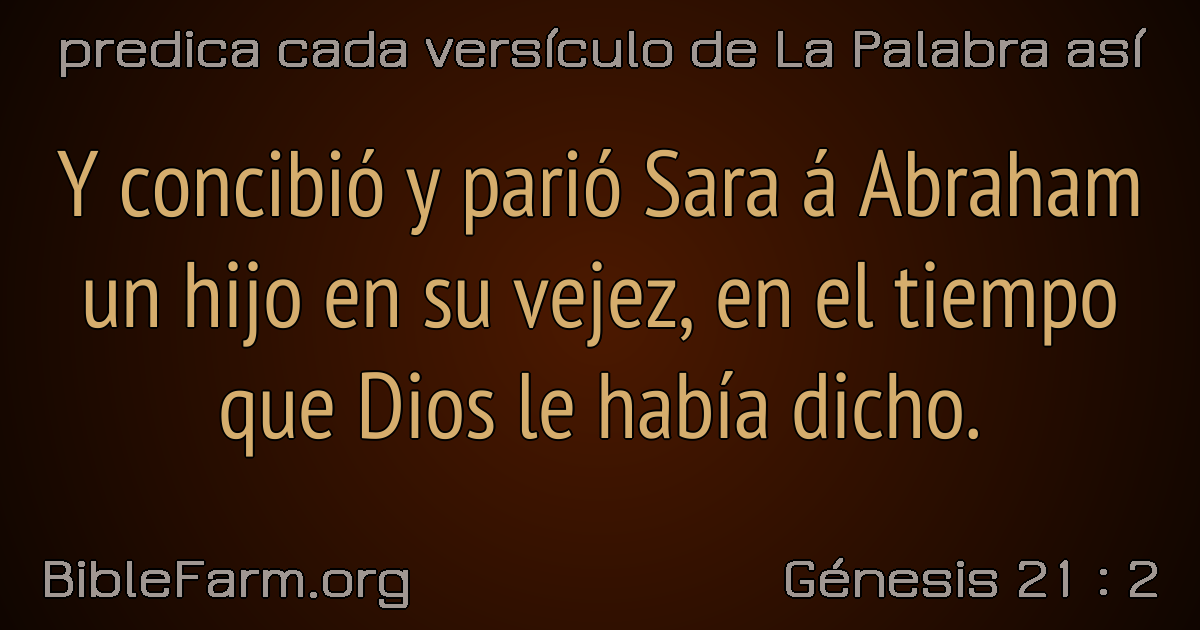 predica cada versículo de La Palabra así
Y concibió y parió Sara á Abraham
un hijo en su vejez, en el tiempo
que Dios le había dicho.
BibleFarm.org
Génesis 21 : 2